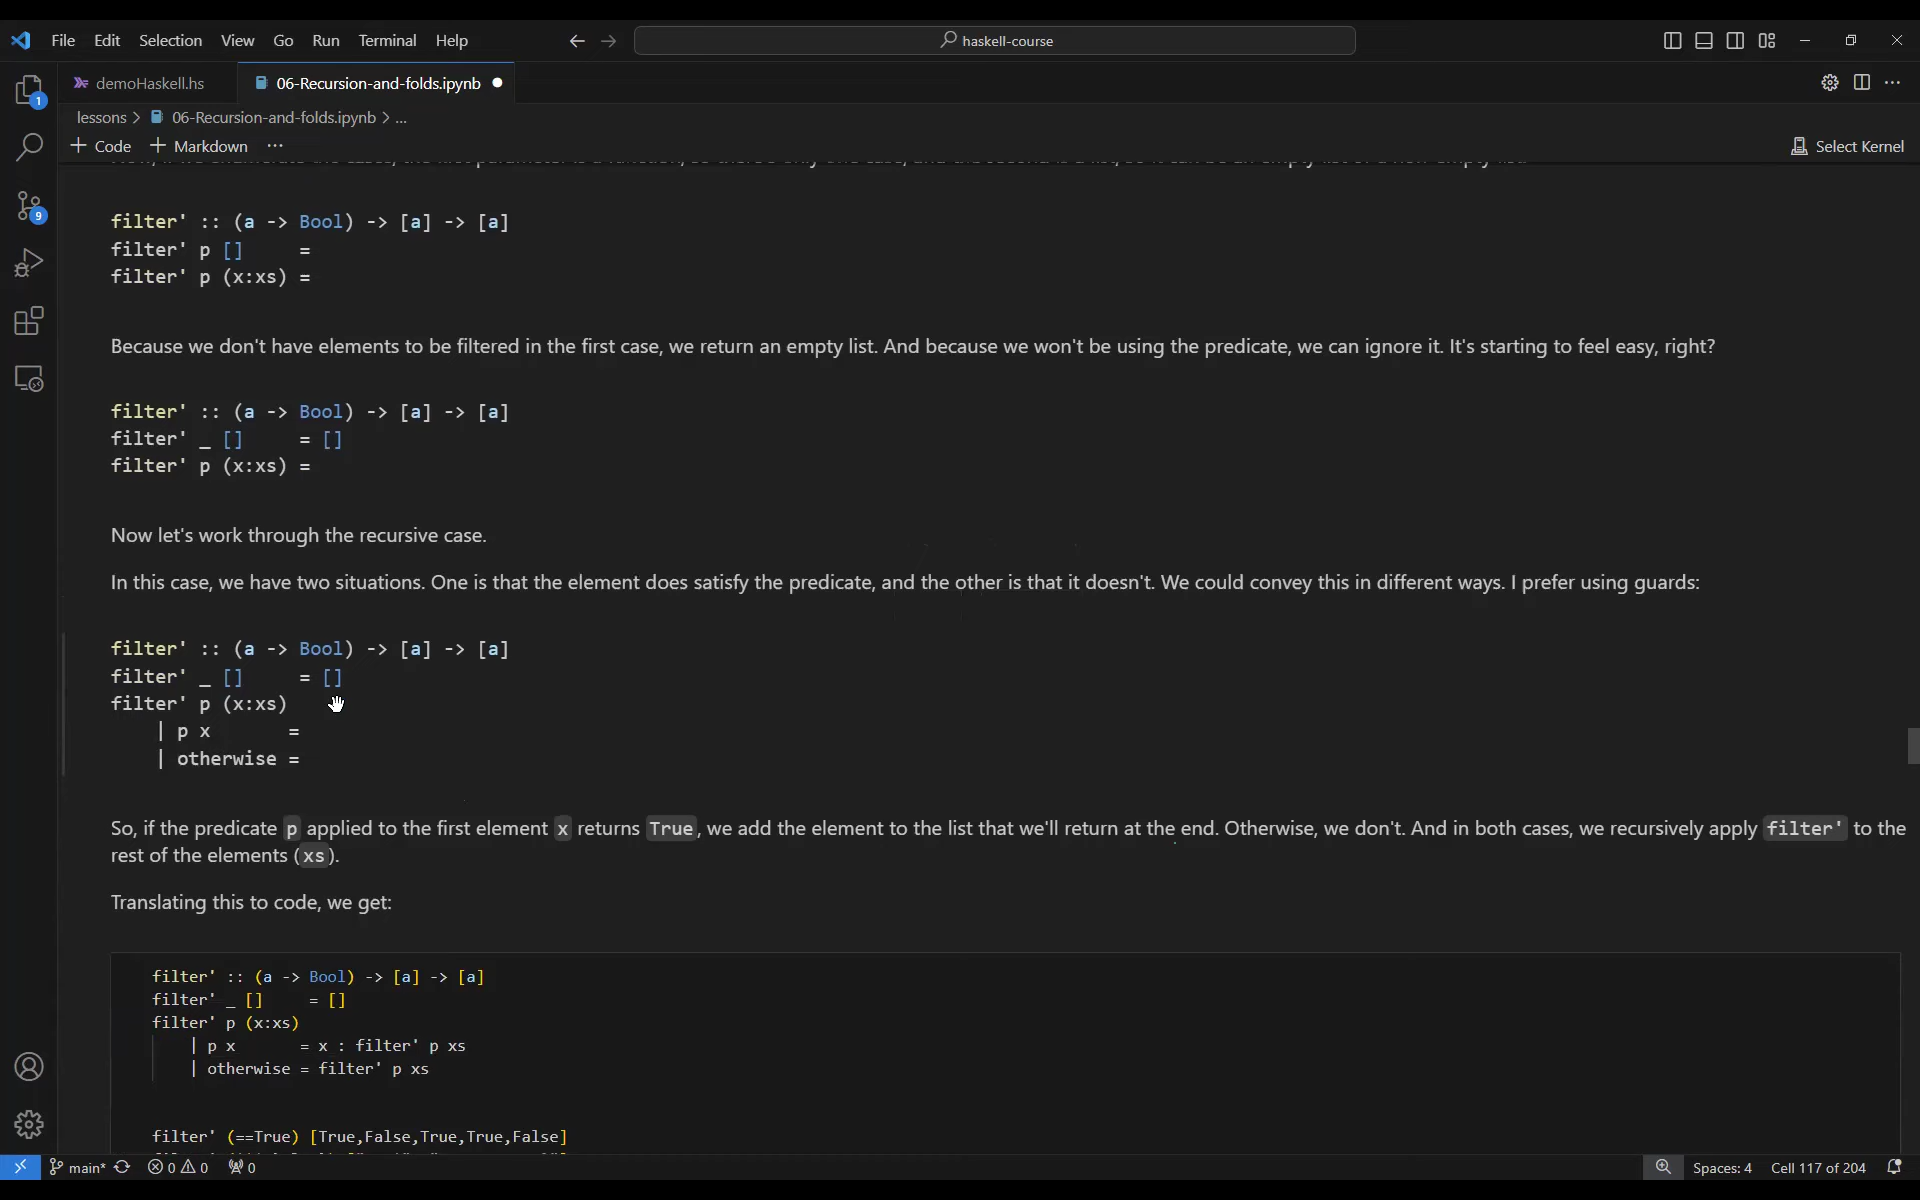 File Edit Selection View Go Run Terminal Help
haskell-course
demoHaskell.hs
06-Recursion-and-folds.ipynb
lessons > 06-Recursion-and-folds.ipynb > ...
+ Code + Markdown ...
Select Kernel
filter' :: (a -> Bool) -> [a] -> [a]
filter' p []     =
filter' p (x:xs) =
Because we don't have elements to be filtered in the first case, we return an empty list. And because we won't be using the predicate, we can ignore it. It's starting to feel easy, right?
filter' :: (a -> Bool) -> [a] -> [a]
filter' _ []     = []
filter' p (x:xs) =
Now let's work through the recursive case.
In this case, we have two situations. One is that the element does satisfy the predicate, and the other is that it doesn't. We could convey this in different ways. I prefer using guards:
filter' :: (a -> Bool) -> [a] -> [a]
filter' _ []     = []
filter' p (x:xs)
    | p x       =
    | otherwise =
So, if the predicate p applied to the first element x returns True, we add the element to the list that we'll return at the end. Otherwise, we don't. And in both cases, we recursively apply filter' to the
rest of the elements (xs).
Translating this to code, we get:
filter' :: (a -> Bool) -> [a] -> [a]
filter' _ []     = []
filter' p (x:xs)
    | p x       = x : filter' p xs
    | otherwise = filter' p xs
filter' (==True) [True,False,True,True,False]
1
9
main* 0 0 0
Spaces: 4 Cell 117 of 204